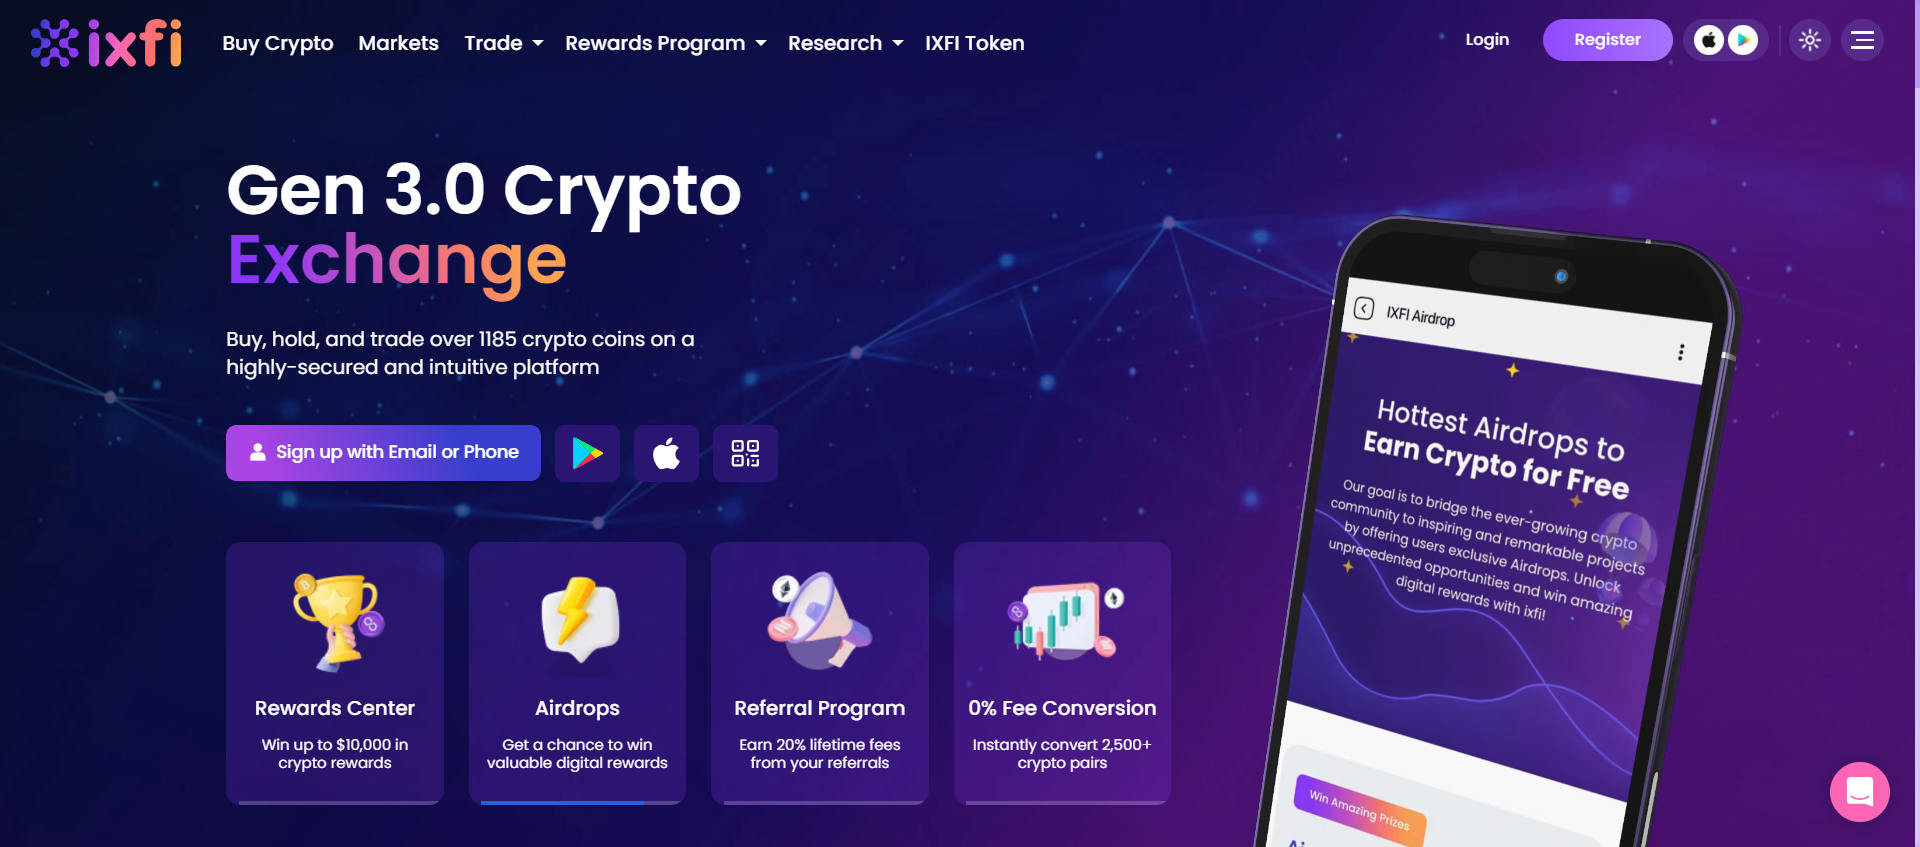 ixfi
Buy Crypto
Markets
Trade
Rewards Program
Research
IXFI Token
Login
Register
Gen 3.0 Crypto
Exchange
Buy, hold, and trade over 1185 crypto coins on a
highly-secured and intuitive platform
Sign up with Email or Phone
Rewards Center
Win up to $10,000 in
crypto rewards
Airdrops
Get a chance to win
valuable digital rewards
Referral Program
Earn 20% lifetime fees
from your referrals
0% Fee Conversion
Instantly convert 2,500+
crypto pairs
IXFI Airdrop
Hottest Airdrops to
Earn Crypto for Free
Our goal is to bridge the ever-growing crypto
community to inspiring and remarkable projects
by offering users exclusive Airdrops. Unlock
unprecedented opportunities and win amazing
digital rewards with ixfi!
Win Amazing Prizes